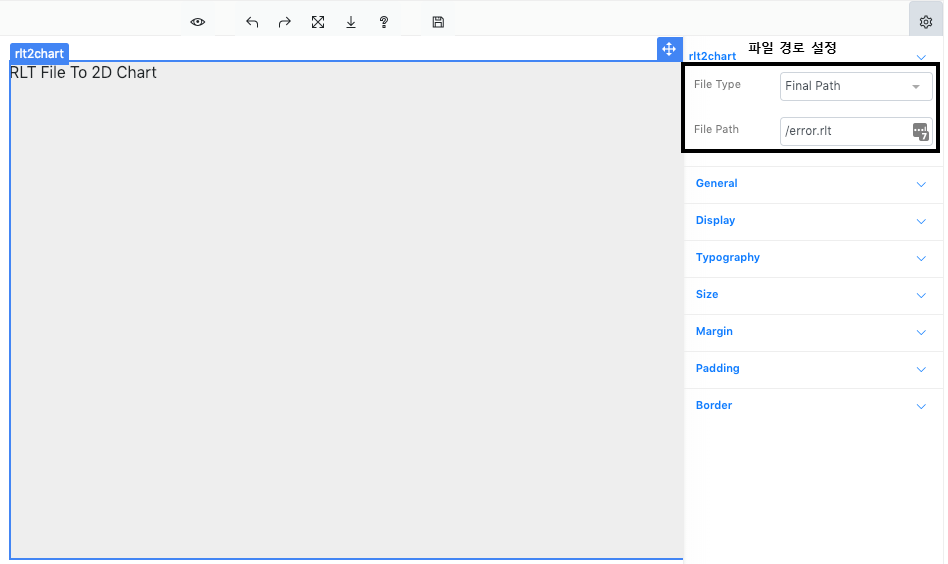 rlt2chart
RLT File To 2D Chart
파일 경로 설정
rlt2chart
File Type
Final Path
File Path
/error.rlt
7
General
Display
Typography
Size
Margin
Padding
Border